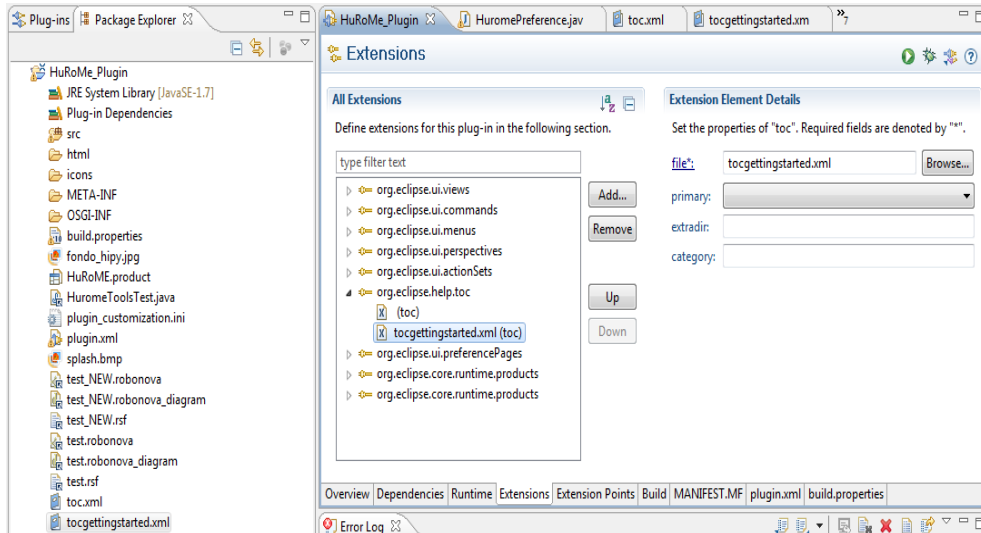 Plug-ins Package Explorer
HuRoMe_Plugin
JRE System Library [JavaSE-1.7]
Plug-in Dependencies
src
html
icons
META-INF
OSGI-INF
build.properties
fondo_hipy.jpg
HuRoME.product
HuromeToolsTest.java
plugin_customization.ini
plugin.xml
splash.bmp
test_NEW.robonova
test_NEW.robonova_diagram
test_NEW.rsf
test.robonova
test.robonova_diagram
test.rsf
toc.xml
tocgettingstarted.xml
HuRoMe_Plugin HuromePreference.jav toc.xml tocgettingstarted.xm »7
Extensions
All Extensions
Define extensions for this plug-in in the following section.
type filter text
org.eclipse.ui.views
org.eclipse.ui.commands
org.eclipse.ui.menus
org.eclipse.ui.perspectives
org.eclipse.ui.actionSets
org.eclipse.help.toc
(toc)
tocgettingstarted.xml (toc)
org.eclipse.ui.preferencePages
org.eclipse.core.runtime.products
org.eclipse.core.runtime.products
Add...
Remove
Up
Down
Extension Element Details
Set the properties of "toc". Required fields are denoted by "*".
file*: tocgettingstarted.xml Browse...
primary:
extradir:
category:
Overview Dependencies Runtime Extensions Extension Points Build MANIFEST.MF plugin.xml build.properties
Error Log